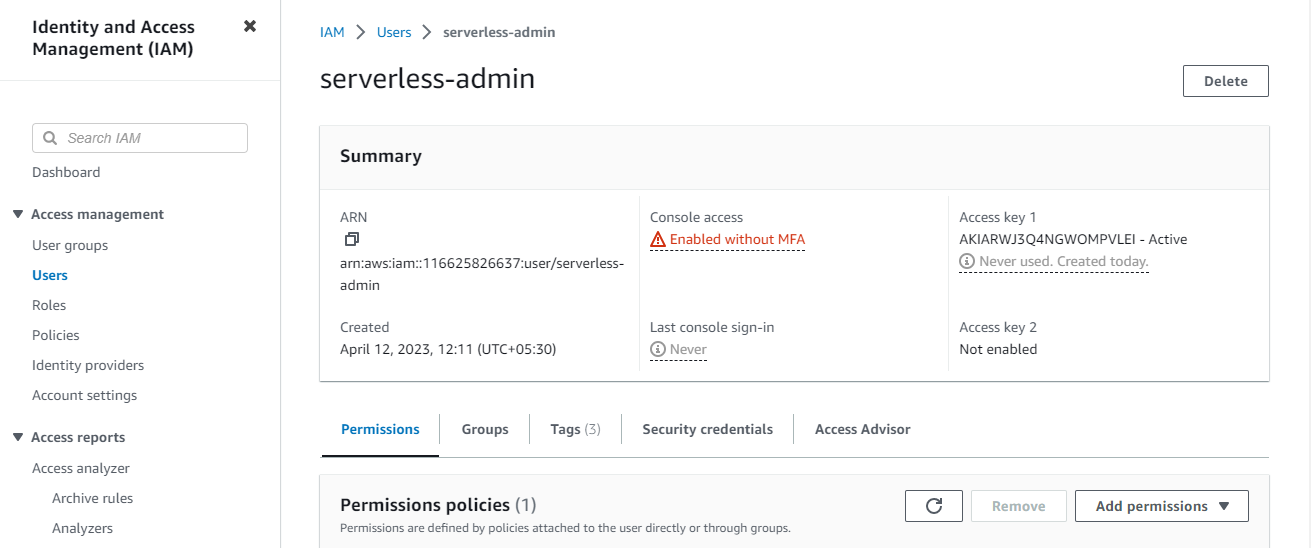 Identity and Access
Management (IAM)
Search IAM
Dashboard
Access management
User groups
Users
Roles
Policies
Identity providers
Account settings
Access reports
Access analyzer
Archive rules
Analyzers
IAM > Users > serverless-admin
serverless-admin
Delete
Summary
ARN
arn:aws:iam::116625826637:user/serverless-
admin
Created
April 12, 2023, 12:11 (UTC+05:30)
Console access
Enabled without MFA
Last console sign-in
Never
Access key 1
AKIARWJ3Q4NGWOMPVLEI - Active
Never used. Created today.
Access key 2
Not enabled
Permissions
Groups
Tags (3)
Security credentials
Access Advisor
Permissions policies (1)
Permissions are defined by policies attached to the user directly or through groups.
Remove
Add permissions